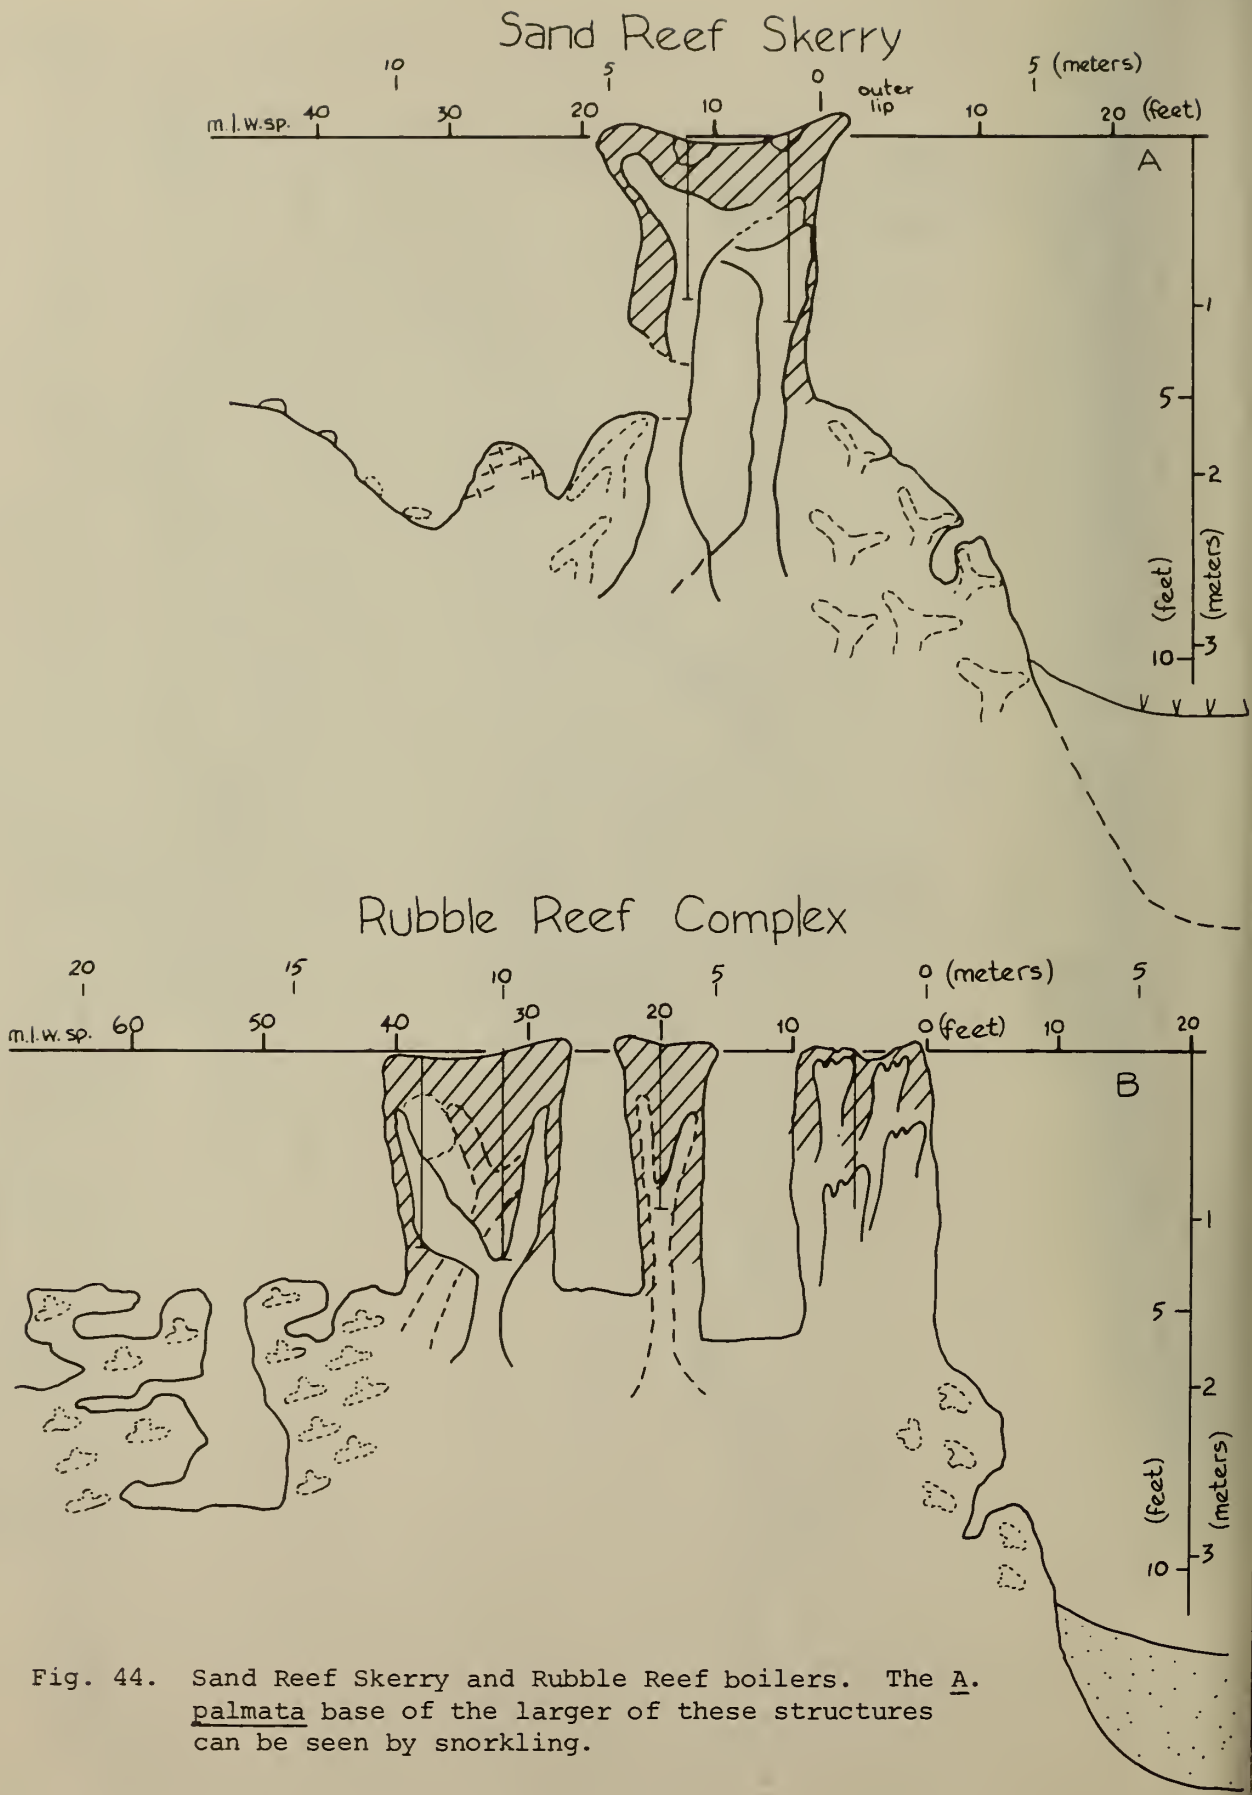 Sand Reef Skerry
10 5 0 5 (meters)
outer
lip
m.l.w.sp. 40 30 20 10 10 20 (feet)
A
1
5
2
(feet)
(meters)
10 3
Rubble Reef Complex
20 15 10 5 0 (meters) 5
m.l.w. sp. 60 50 40 30 20 10 0 (feet) 10 20
B
1
5
2
(feet)
(meters)
10 3
Fig. 44. Sand Reef Skerry and Rubble Reef boilers. The A.
palmata base of the larger of these structures
can be seen by snorkling.